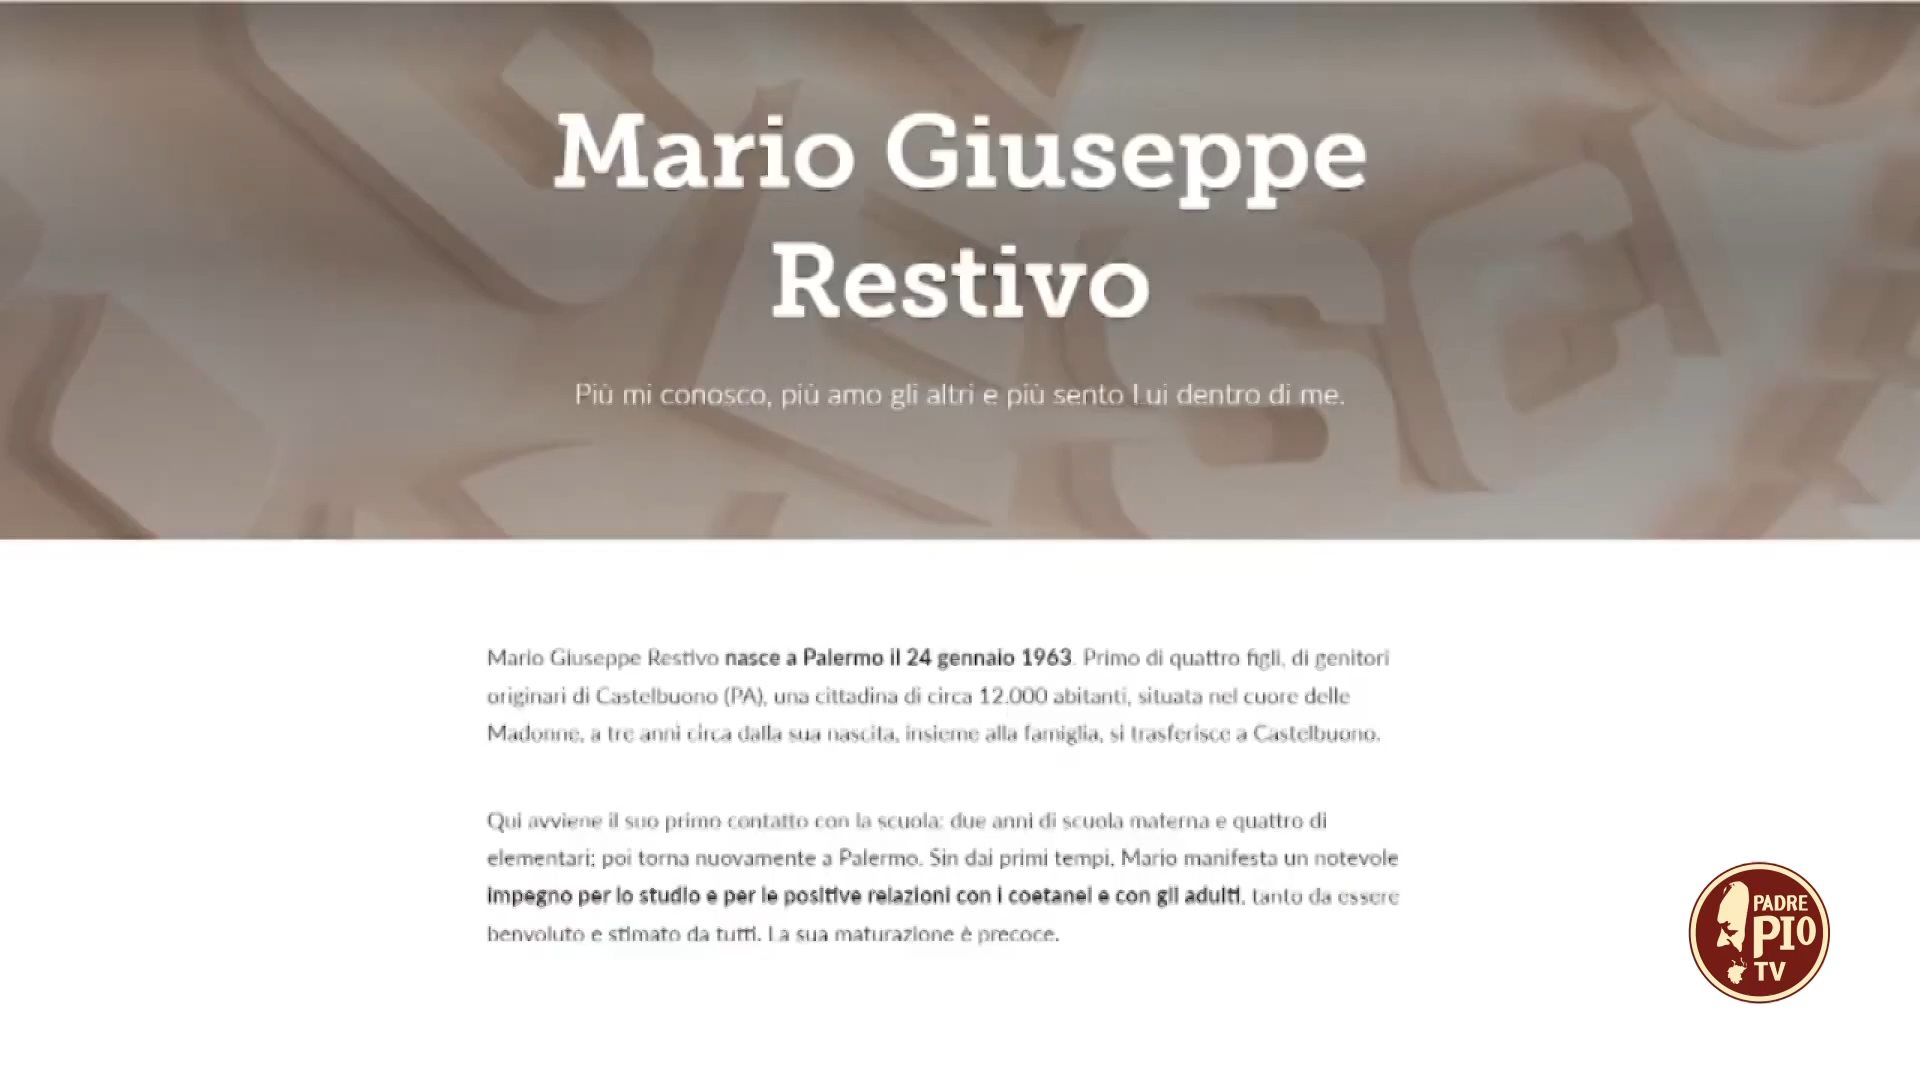 Mario Giuseppe
Restivo
Più mi conosco, più amo gli altri e più sento Lui dentro di me.
Mario Giuseppe Restivo nasce a Palermo il 24 gennaio 1963. Primo di quattro figli, di genitori
originari di Castelbuono (PA), una cittadina di circa 12.000 abitanti, situata nel cuore delle
Madonne, a tre anni circa dalla sua nascita, insieme alla famiglia, si trasferisce a Castelbuono.
Qui avviene il suo primo contatto con la scuola: due anni di scuola materna e quattro di
elementari; poi torna nuovamente a Palermo. Sin dai primi tempi, Mario manifesta un notevole
impegno per lo studio e per le positive relazioni con i coetanei e con gli adulti, tanto da essere
benvoluto e stimato da tutti. La sua maturazione è precoce.
PADRE
PIO
TV